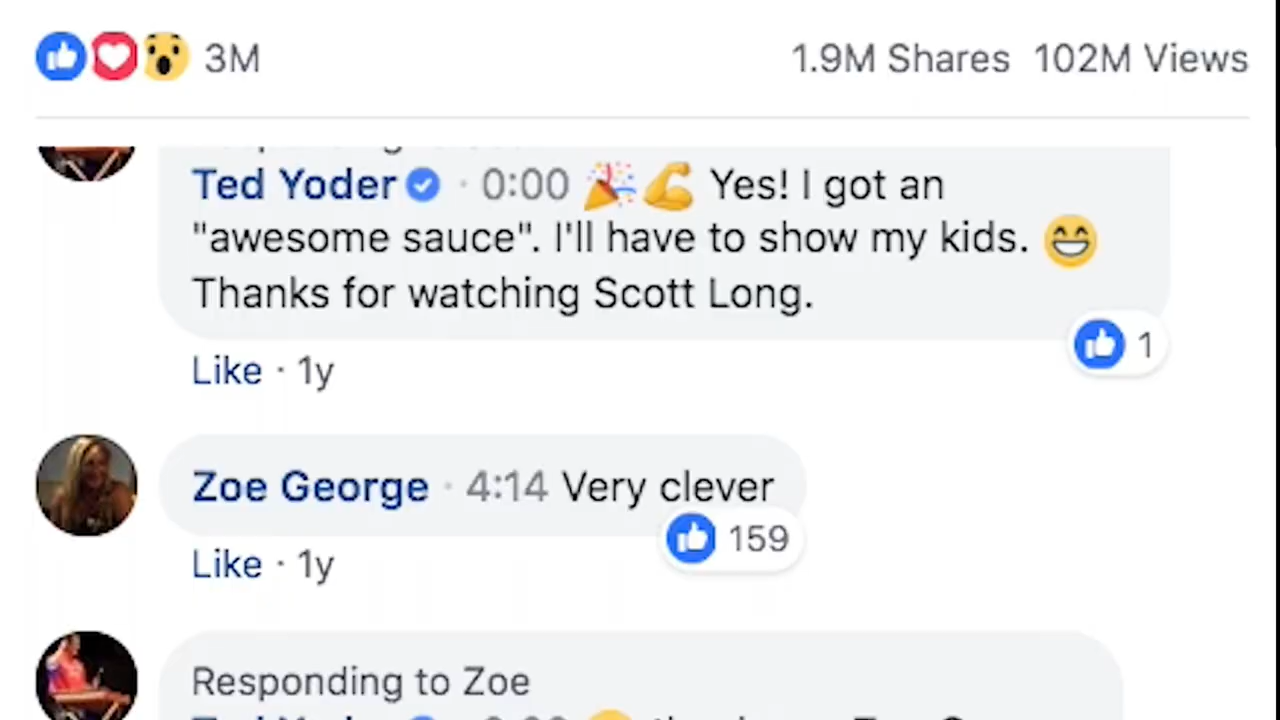 3M 1.9M Shares 102M Views
Ted Yoder · 0:00 🎉💪 Yes! I got an
"awesome sauce". I'll have to show my kids. 😁
Thanks for watching Scott Long.
1
Like · 1y
Zoe George · 4:14 Very clever
159
Like · 1y
Responding to Zoe